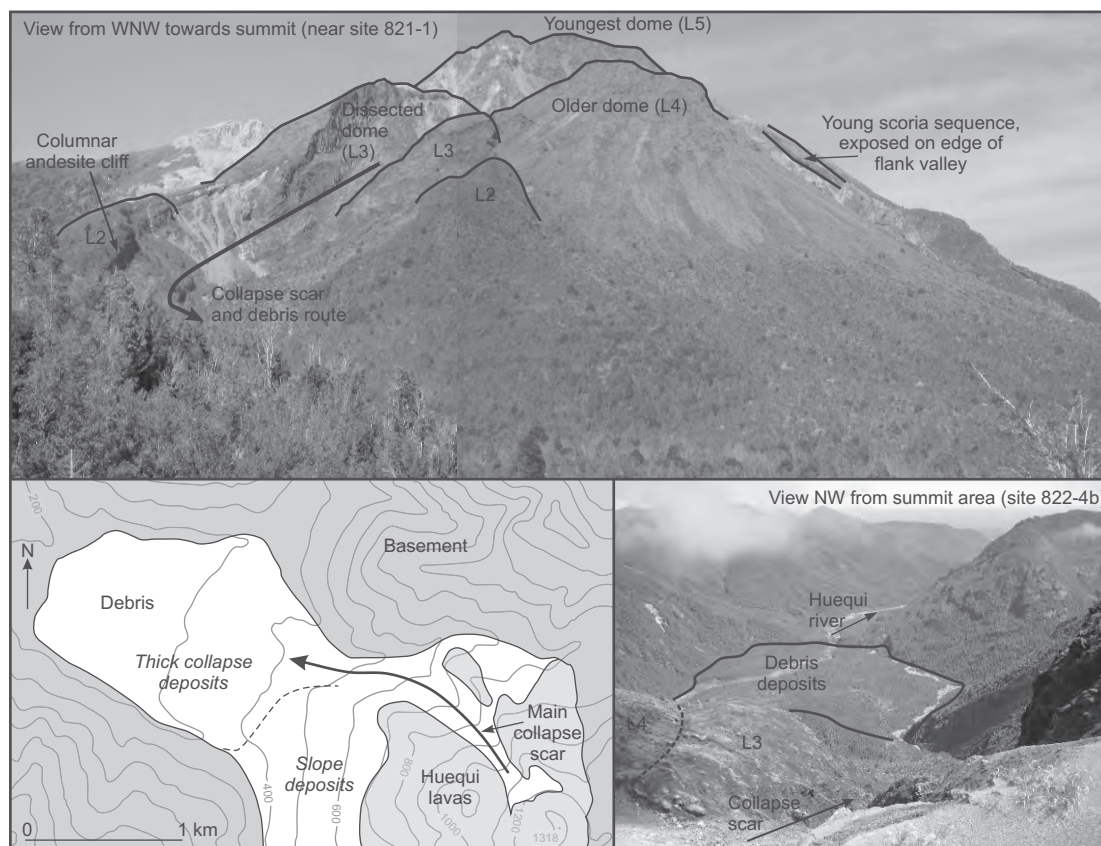 View from WNW towards summit (near site 821-1)
Youngest dome (L5)
Older dome (L4)
Dissected
dome
(L3)
Columnar
andesite cliff
Young scoria sequence,
exposed on edge of
flank valley
L3
L2
L2
Collapse scar
and debris route
200
N
Basement
Debris
Thick collapse
deposits
Main
collapse
scar
Slope
deposits
Huequi
lavas
400
600
800
1000
1200
1318
0
1 km
View NW from summit area (site 822-4b
Huequi
river
Debris
deposits
L4
L3
Collapse
scar